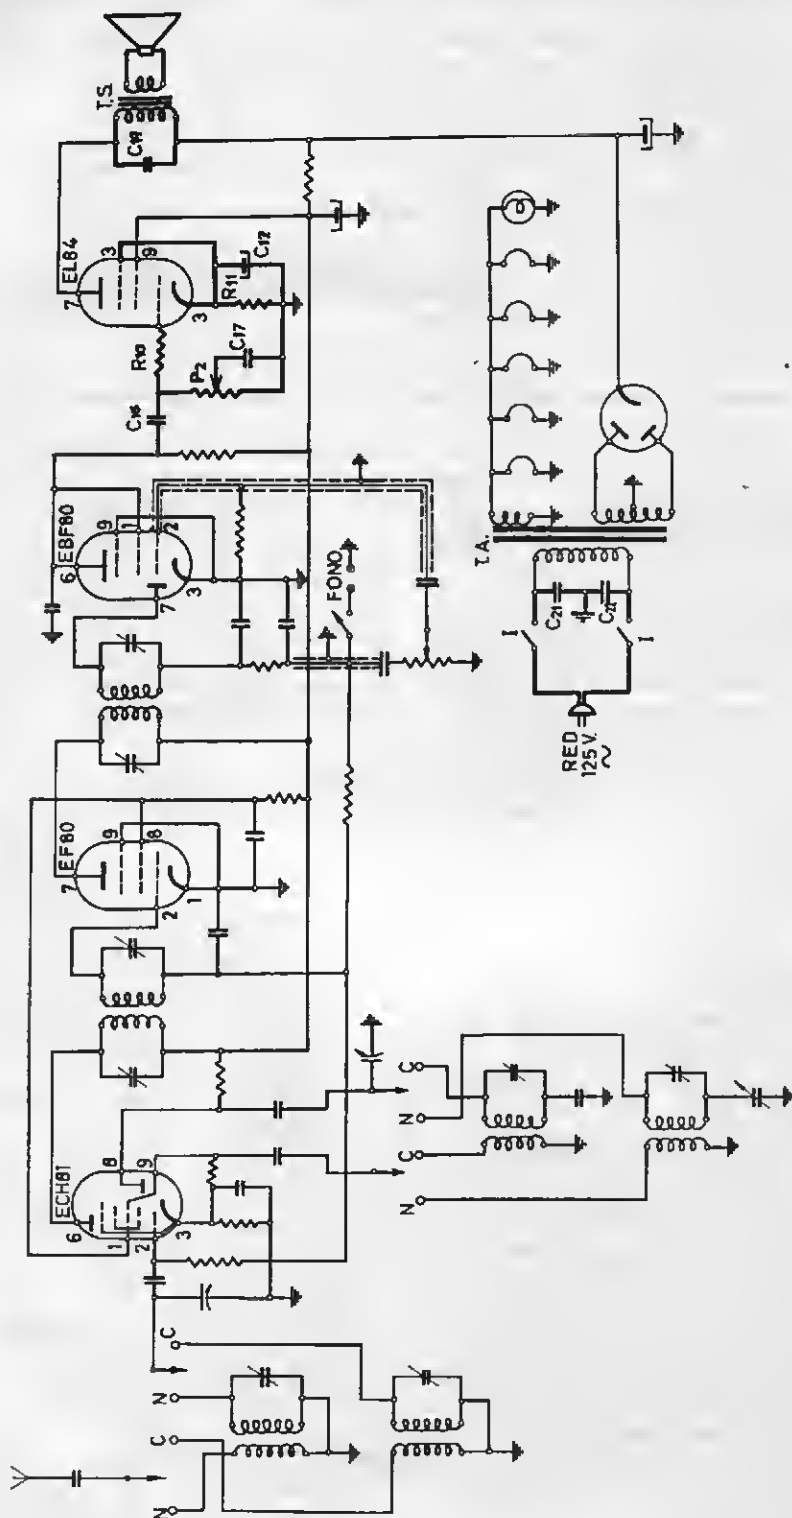 T.S.
C18
EL84
7
3
9
C12
R11
3
C17
R10
P2
C16
EBF80
6
9
1
2
7
3
FONO
EF80
7
9
8
2
1
ECH81
6
8
9
1
2
3
T.A.
C21
C22
I
I
RED
125 V.
~
N
C
N
C
N
C
N
C